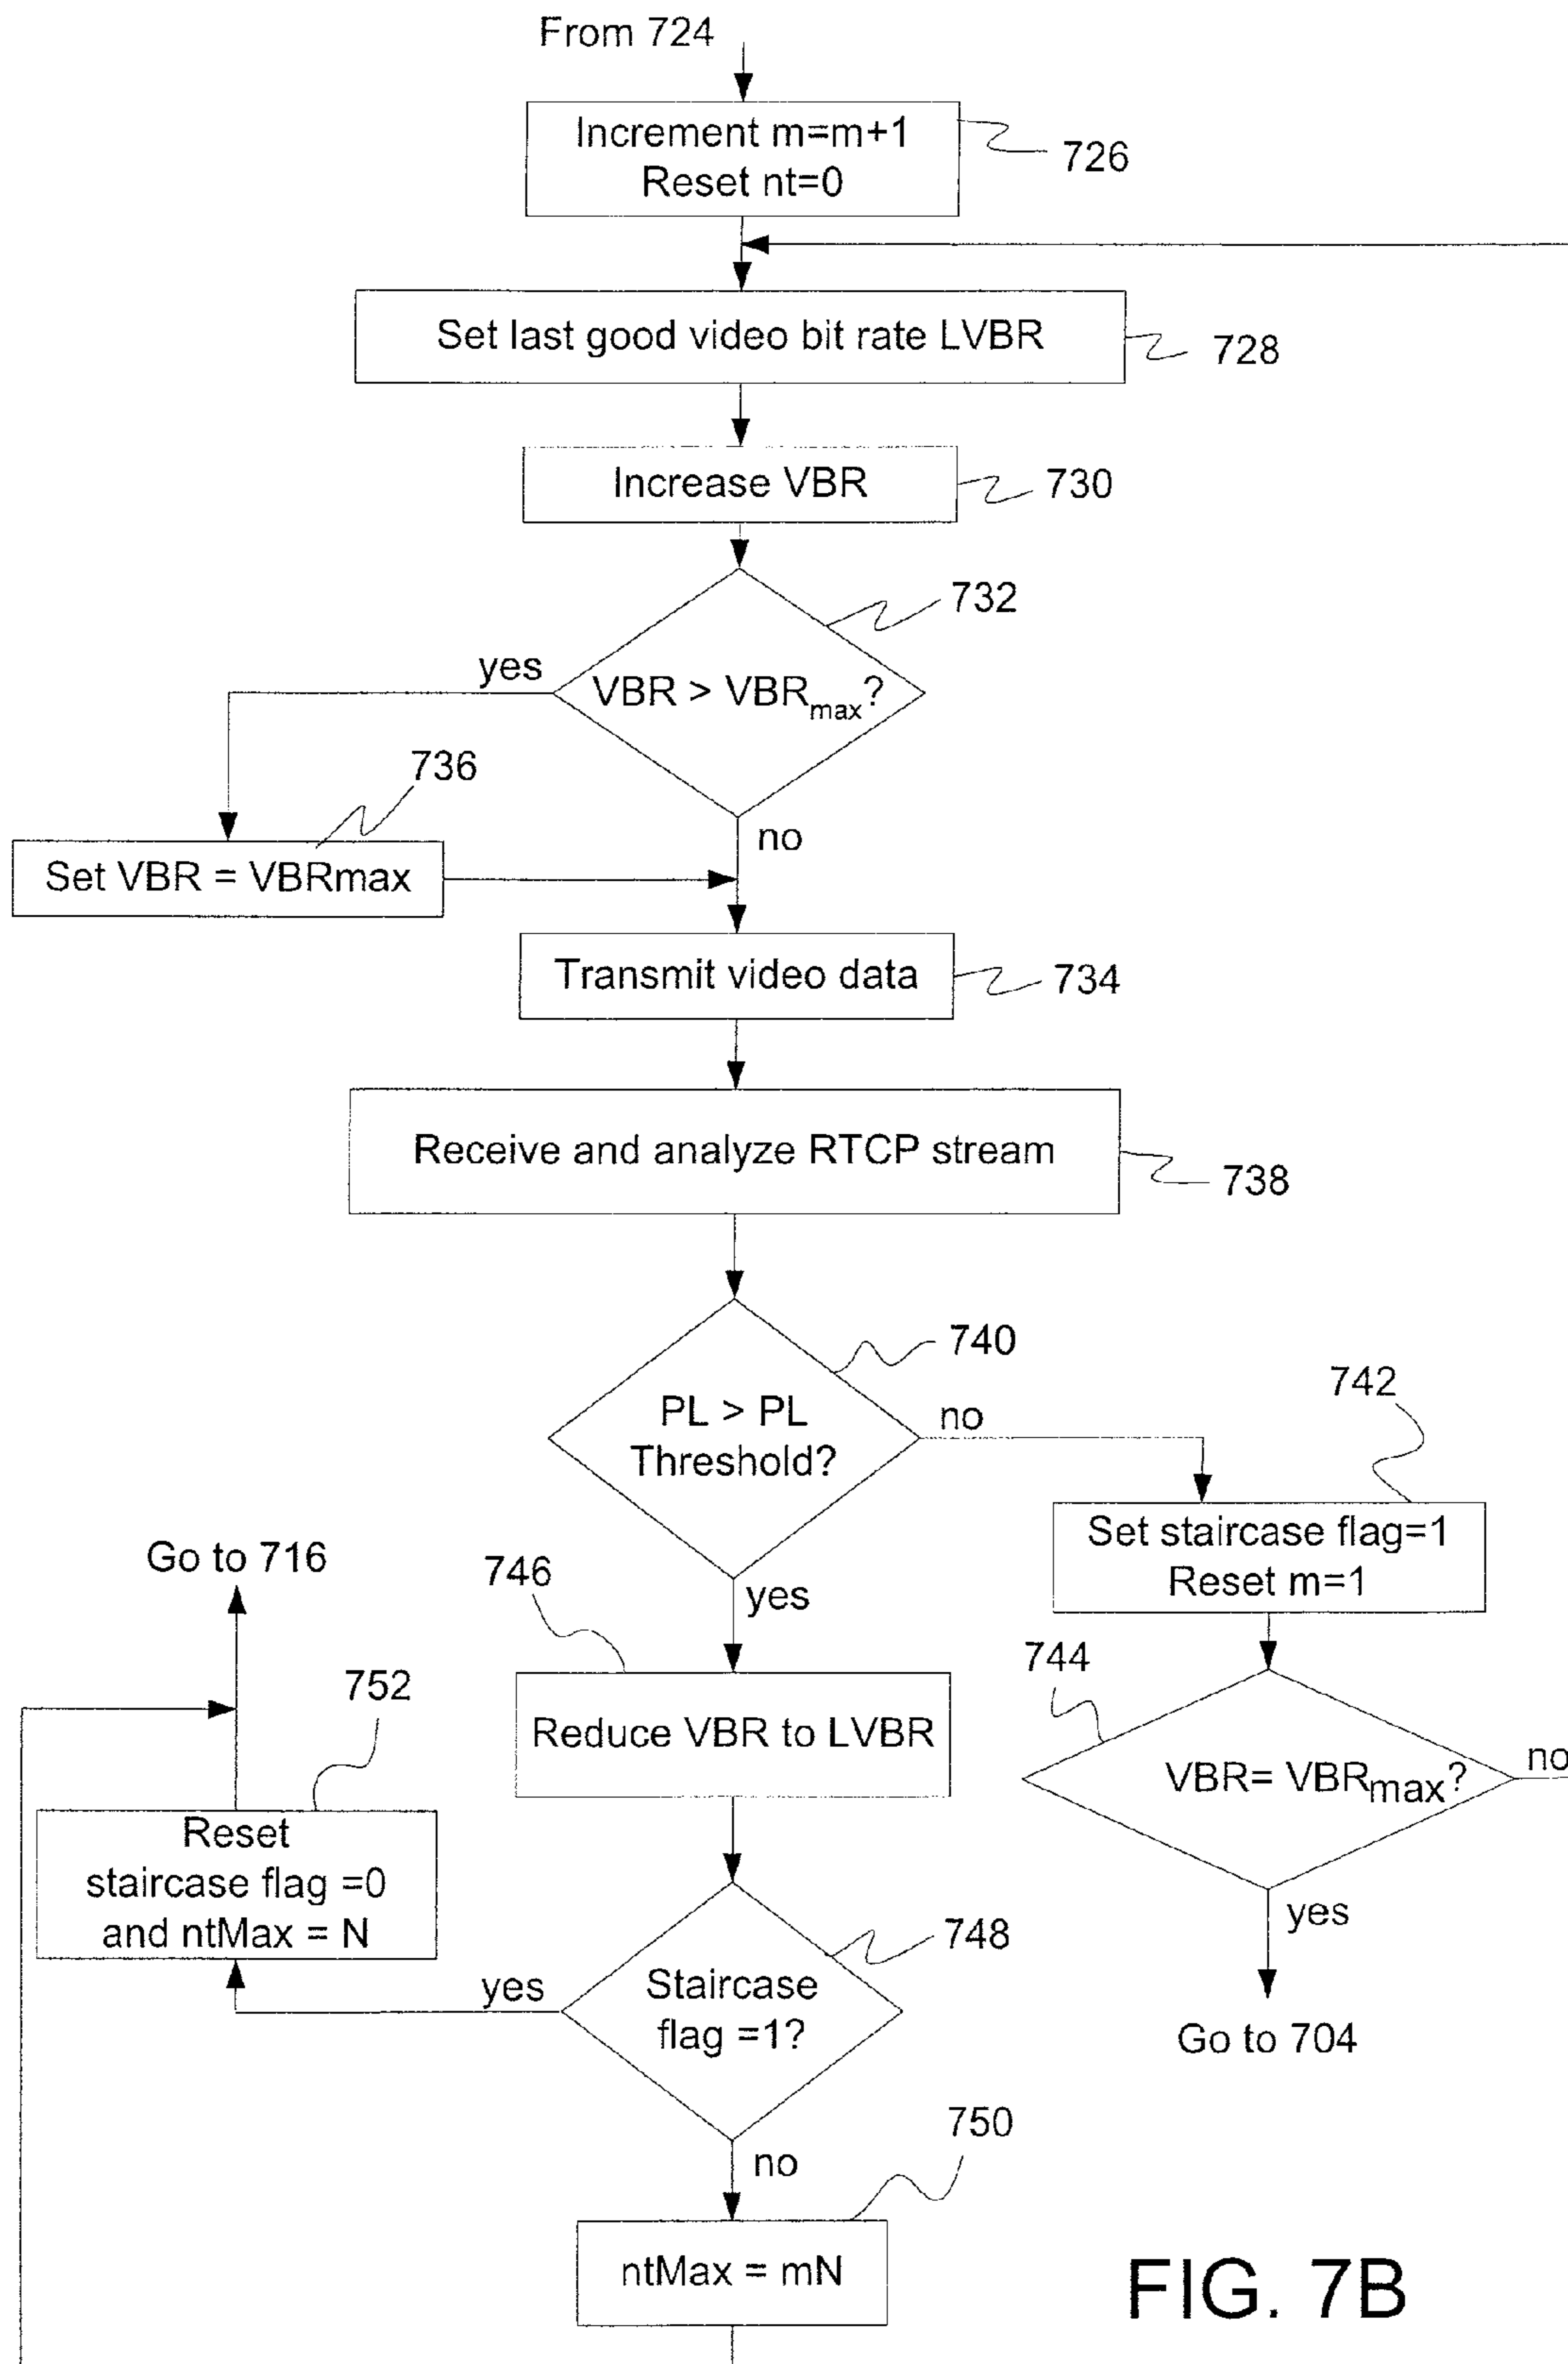 From 724
Increment m=m+1
Reset nt=0
726
Set last good video bit rate LVBR
728
Increase VBR
730
732
yes
VBR > VBRmax?
736
no
Set VBR = VBRmax
Transmit video data
734
Receive and analyze RTCP stream
738
740
PL > PL
Threshold?
no
742
Set staircase flag=1
Reset m=1
Go to 716
746
yes
744
752
Reduce VBR to LVBR
VBR= VBRmax?
no
Reset
staircase flag =0
and ntMax = N
yes
748
yes
Staircase
flag =1?
Go to 704
750
no
ntMax = mN
FIG. 7B